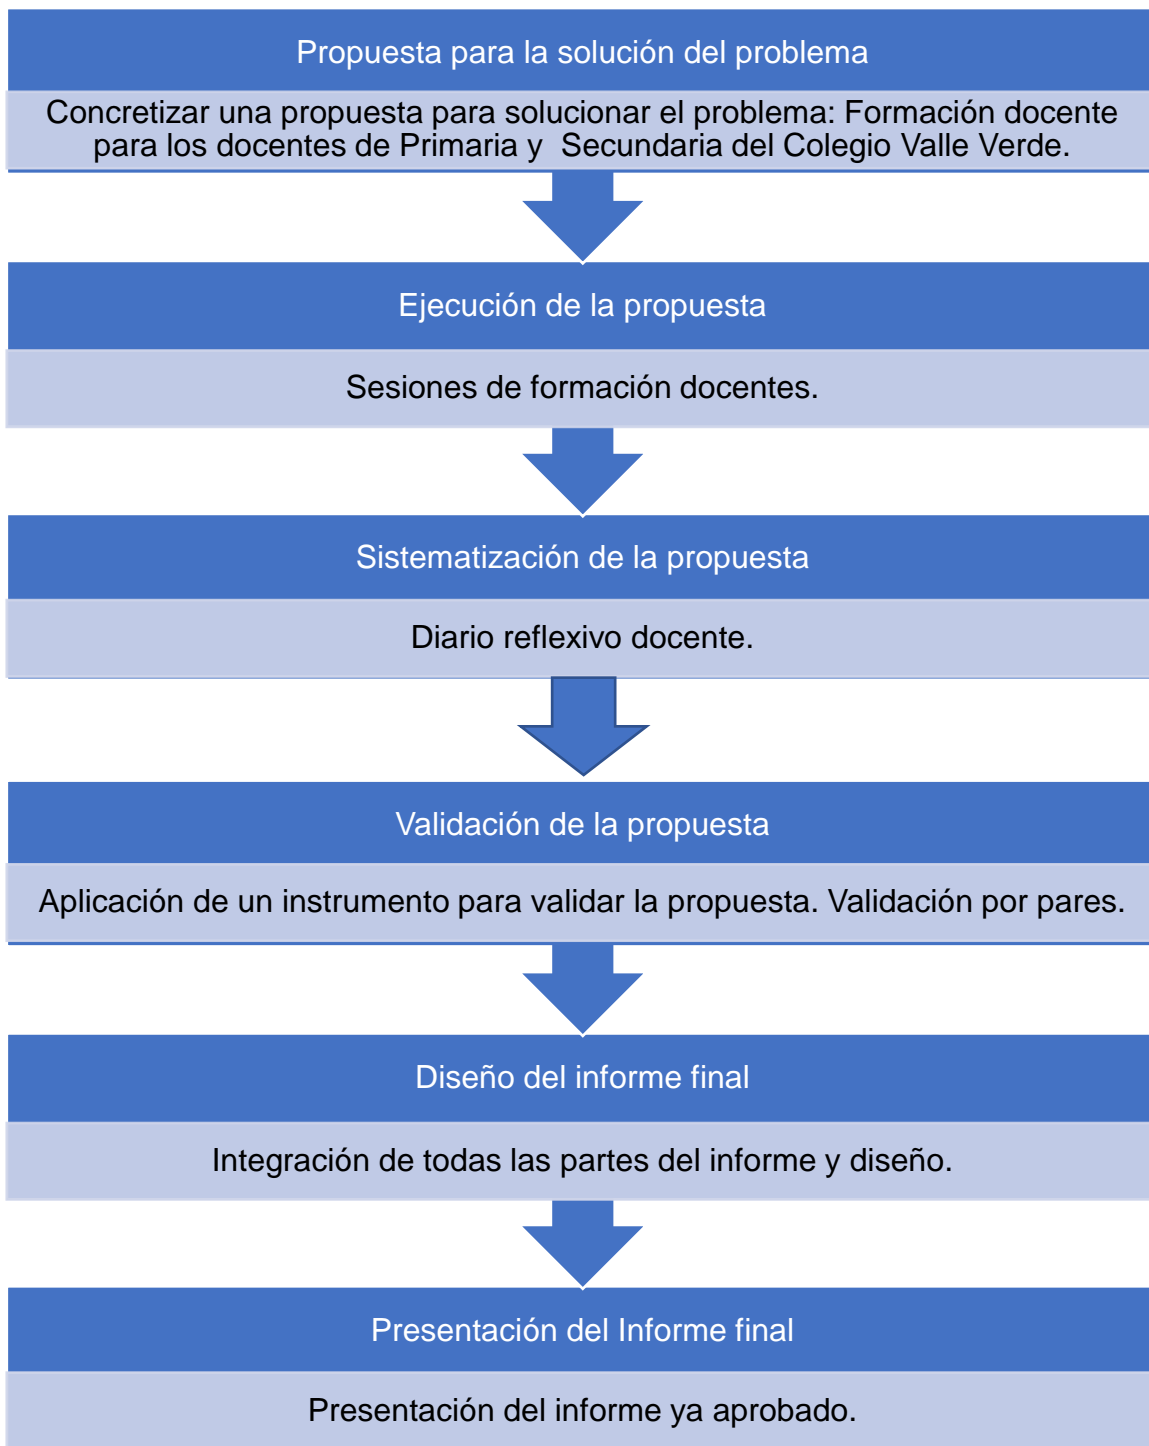 Propuesta para la solución del problema
Concretizar una propuesta para solucionar el problema: Formación docente
para los docentes de Primaria y  Secundaria del Colegio Valle Verde.
Ejecución de la propuesta
Sesiones de formación docentes.
Sistematización de la propuesta
Diario reflexivo docente.
Validación de la propuesta
Aplicación de un instrumento para validar la propuesta. Validación por pares.
Diseño del informe final
Integración de todas las partes del informe y diseño.
Presentación del Informe final
Presentación del informe ya aprobado.